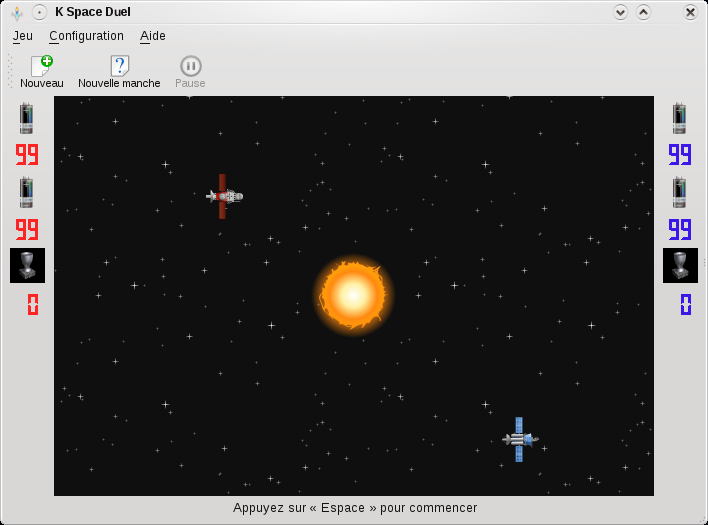 K Space Duel
Jeu Configuration Aide
Nouveau Nouvelle manche Pause
99 99
99 99
0 0
Appuyez sur « Espace » pour commencer